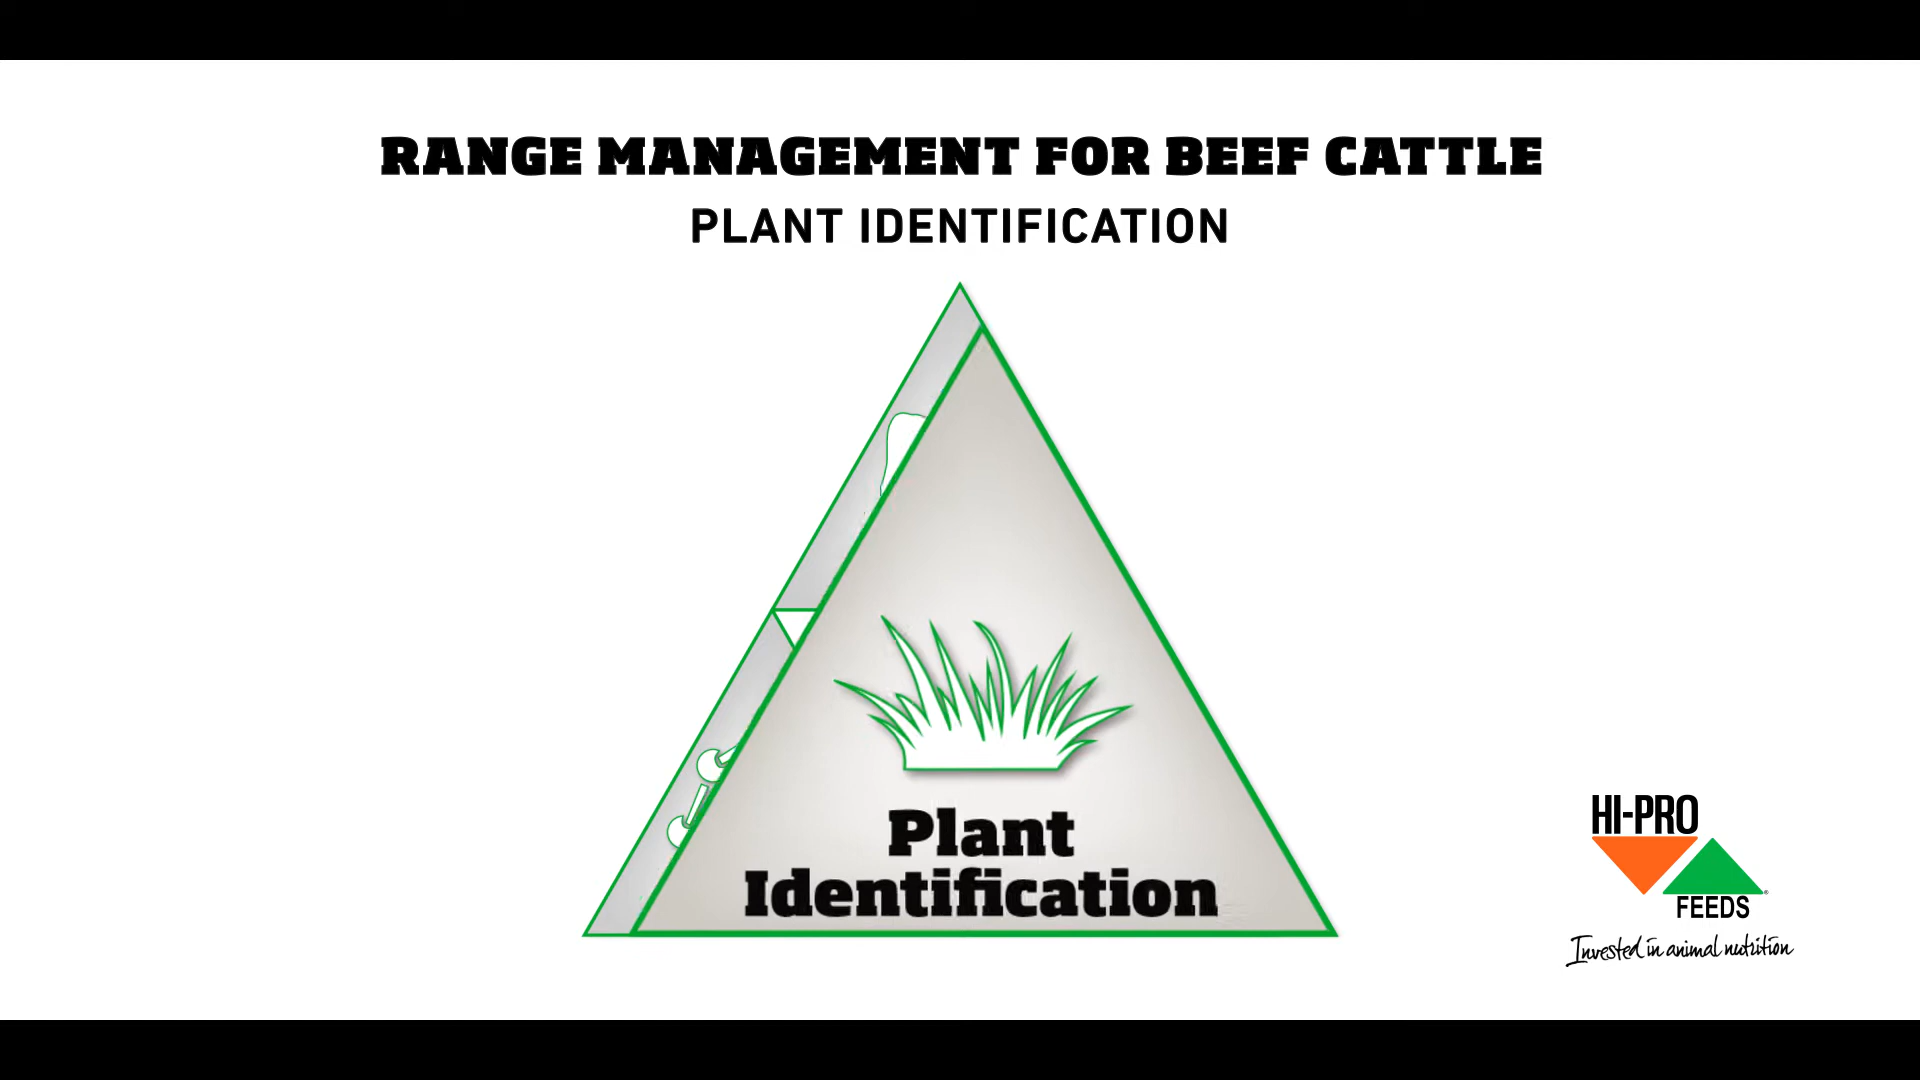 RANGE MANAGEMENT FOR BEEF CATTLE
PLANT IDENTIFICATION
Plant
Identification
HI-PRO
FEEDS
Invested in animal nutrition